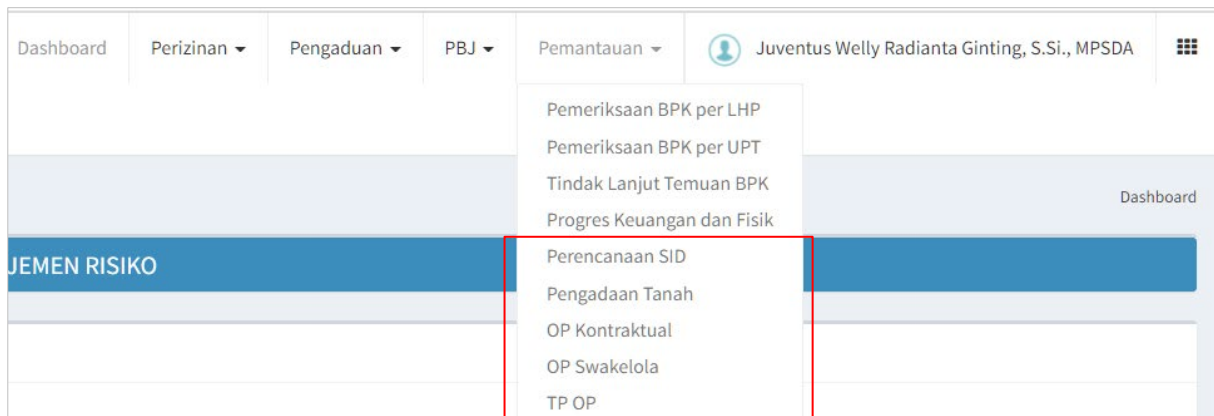 Dashboard Perizinan Pengaduan PBJ Pemantauan Juventus Welly Radianta Ginting, S.Si., MPSDA
Pemeriksaan BPK per LHP
Pemeriksaan BPK per UPT
Tindak Lanjut Temuan BPK
Dashboard
Progres Keuangan dan Fisik
JEMEN RISIKO
Perencanaan SID
Pengadaan Tanah
OP Kontraktual
OP Swakelola
TP OP